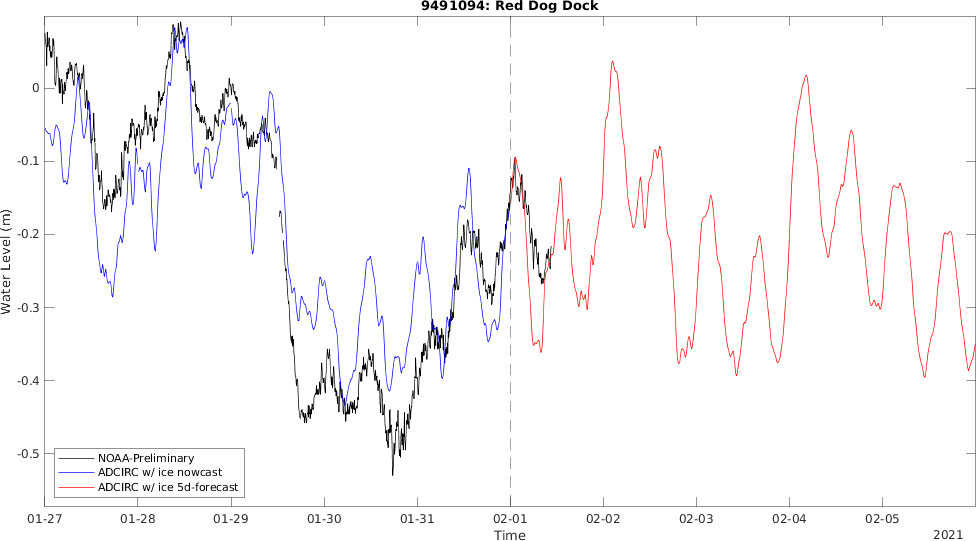 9491094: Red Dog Dock
Water Level (m)
0
-0.1
-0.2
-0.3
-0.4
-0.5
NOAA-Preliminary
ADCIRC w/ ice nowcast
ADCIRC w/ ice 5d-forecast
01-27 01-28 01-29 01-30 01-31 02-01 02-02 02-03 02-04 02-05
Time
2021